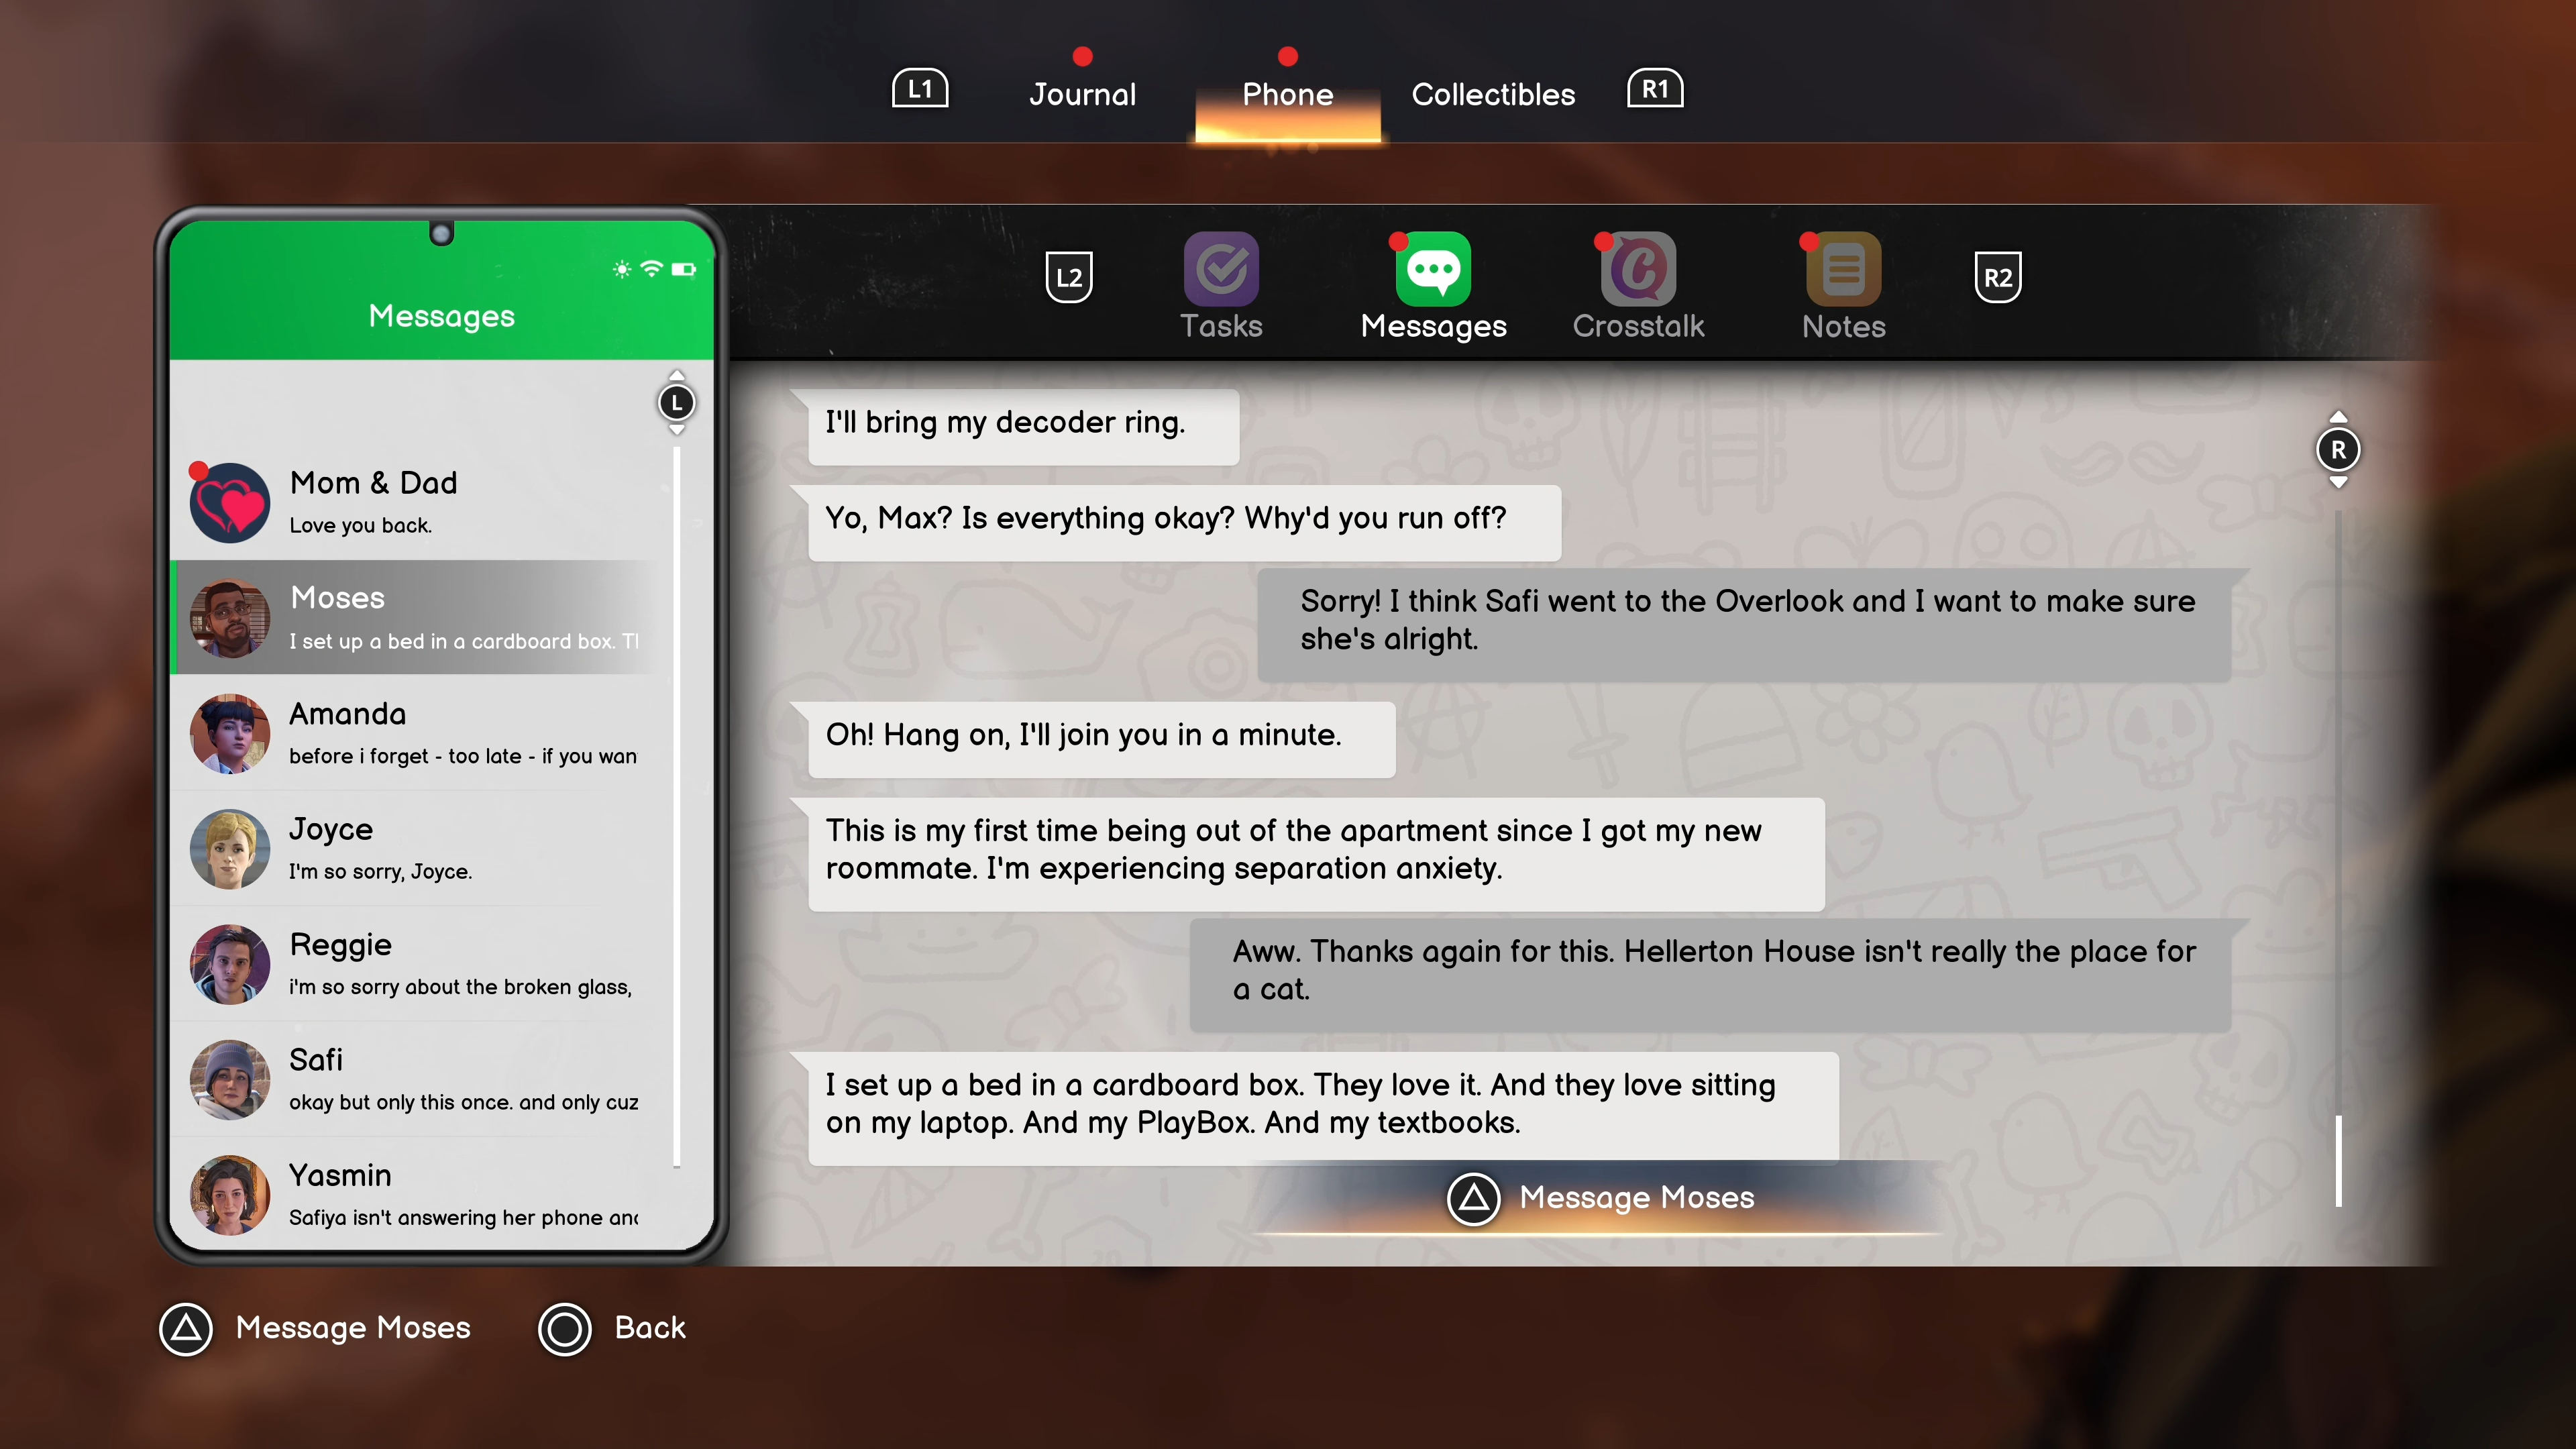 L1
Journal
Phone
Collectibles
R1
Messages
L
Mom & Dad
Love you back.
Moses
I set up a bed in a cardboard box. Th
Amanda
before i forget - too late - if you wan
Joyce
I'm so sorry, Joyce.
Reggie
i'm so sorry about the broken glass,
Safi
okay but only this once. and only cuz
Yasmin
Safiya isn't answering her phone and
L2
Tasks
Messages
Crosstalk
Notes
R2
I'll bring my decoder ring.
Yo, Max? Is everything okay? Why'd you run off?
Sorry! I think Safi went to the Overlook and I want to make sure
she's alright.
Oh! Hang on, I'll join you in a minute.
This is my first time being out of the apartment since I got my new
roommate. I'm experiencing separation anxiety.
Aww. Thanks again for this. Hellerton House isn't really the place for
a cat.
I set up a bed in a cardboard box. They love it. And they love sitting
on my laptop. And my PlayBox. And my textbooks.
Message Moses
R
Message Moses
Back